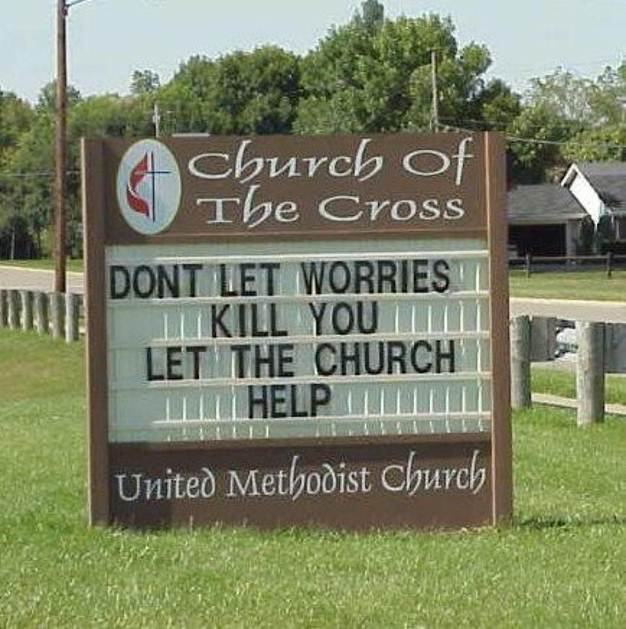 Church Of
The Cross
DONT LET WORRIES
KILL YOU
LET THE CHURCH
HELP
United Methodist Church